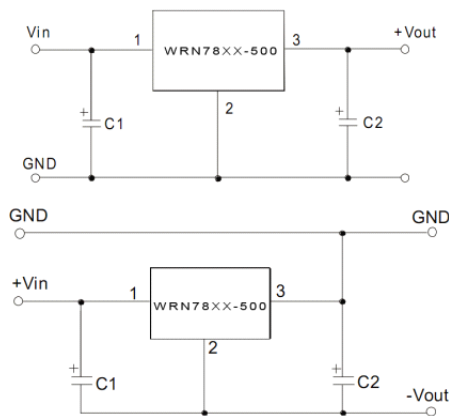 Vin 1 WRN78XX-500 3 +Vout
+ C1 2 + C2
GND
GND GND
+Vin 1 WRN78XX-500 3
2
+ C1 + C2
-Vout